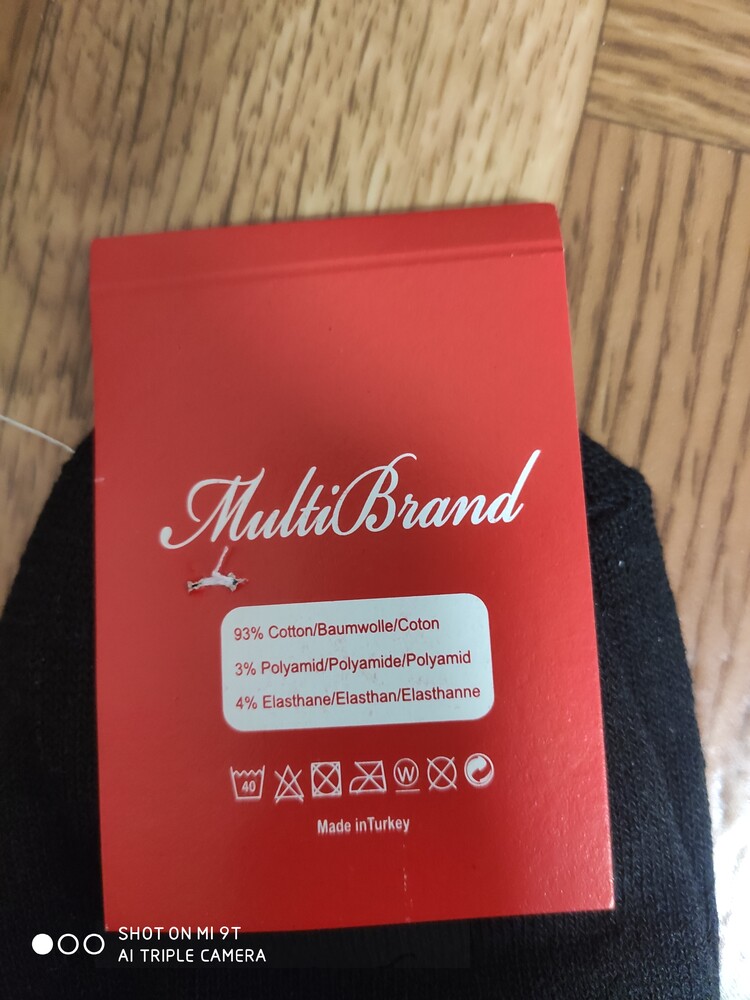 MultiBrand
93% Cotton/Baumwolle/Coton
3% Polyamid/Polyamide/Polyamid
4% Elasthane/Elasthan/Elasthanne
40 W
Made inTurkey
SHOT ON MI 9T
AI TRIPLE CAMERA